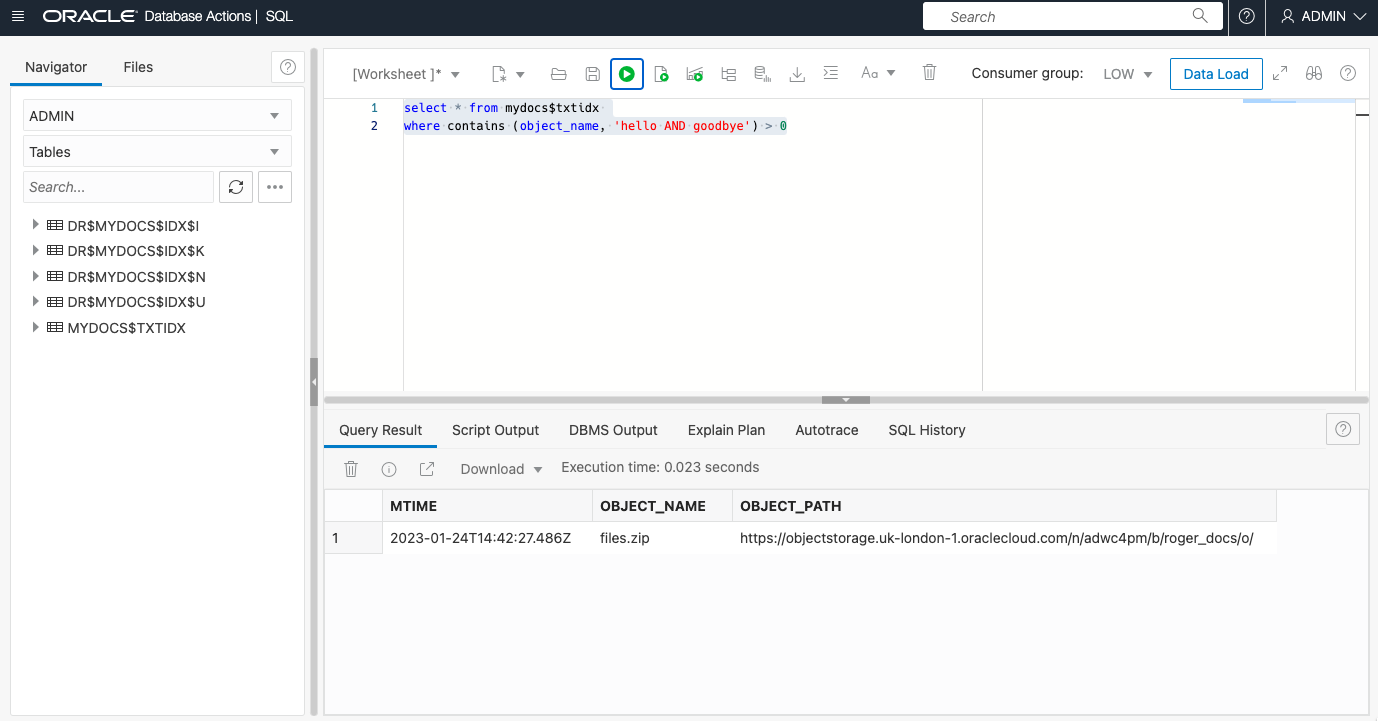 ORACLE Database Actions | SQL
Search
ADMIN
Navigator Files
ADMIN
Tables
Search...
DR$MYDOCS$IDX$I
DR$MYDOCS$IDX$K
DR$MYDOCS$IDX$N
DR$MYDOCS$IDX$U
MYDOCS$TXTIDX
[Worksheet ]* Aa Consumer group: LOW Data Load
1 select * from mydocs$txtidx
2 where contains (object_name, 'hello AND goodbye') > 0
Query Result Script Output DBMS Output Explain Plan Autotrace SQL History
Download Execution time: 0.023 seconds
MTIME OBJECT_NAME OBJECT_PATH
1 2023-01-24T14:42:27.486Z files.zip https://objectstorage.uk-london-1.oraclecloud.com/n/adwc4pm/b/roger_docs/o/